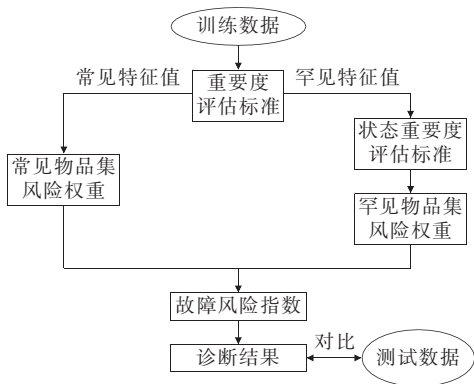 训练数据
常见特征值
重要度
评估标准
罕见特征值
状态重要度
评估标准
常见物品集
风险权重
罕见物品集
风险权重
故障风险指数
诊断结果
对比
测试数据